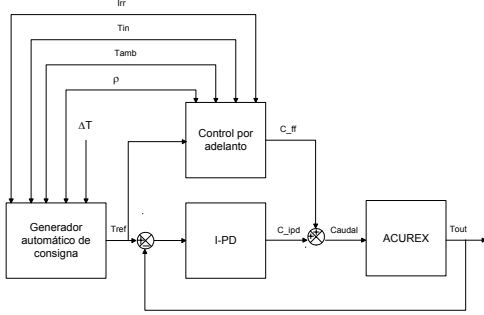 Irr
Tin
Tamb
ρ
ΔT
Control por
adelanto
C_ff
Generador
automático de
consigna
Tref
I-PD
C_ipd
Caudal
ACUREX
Tout